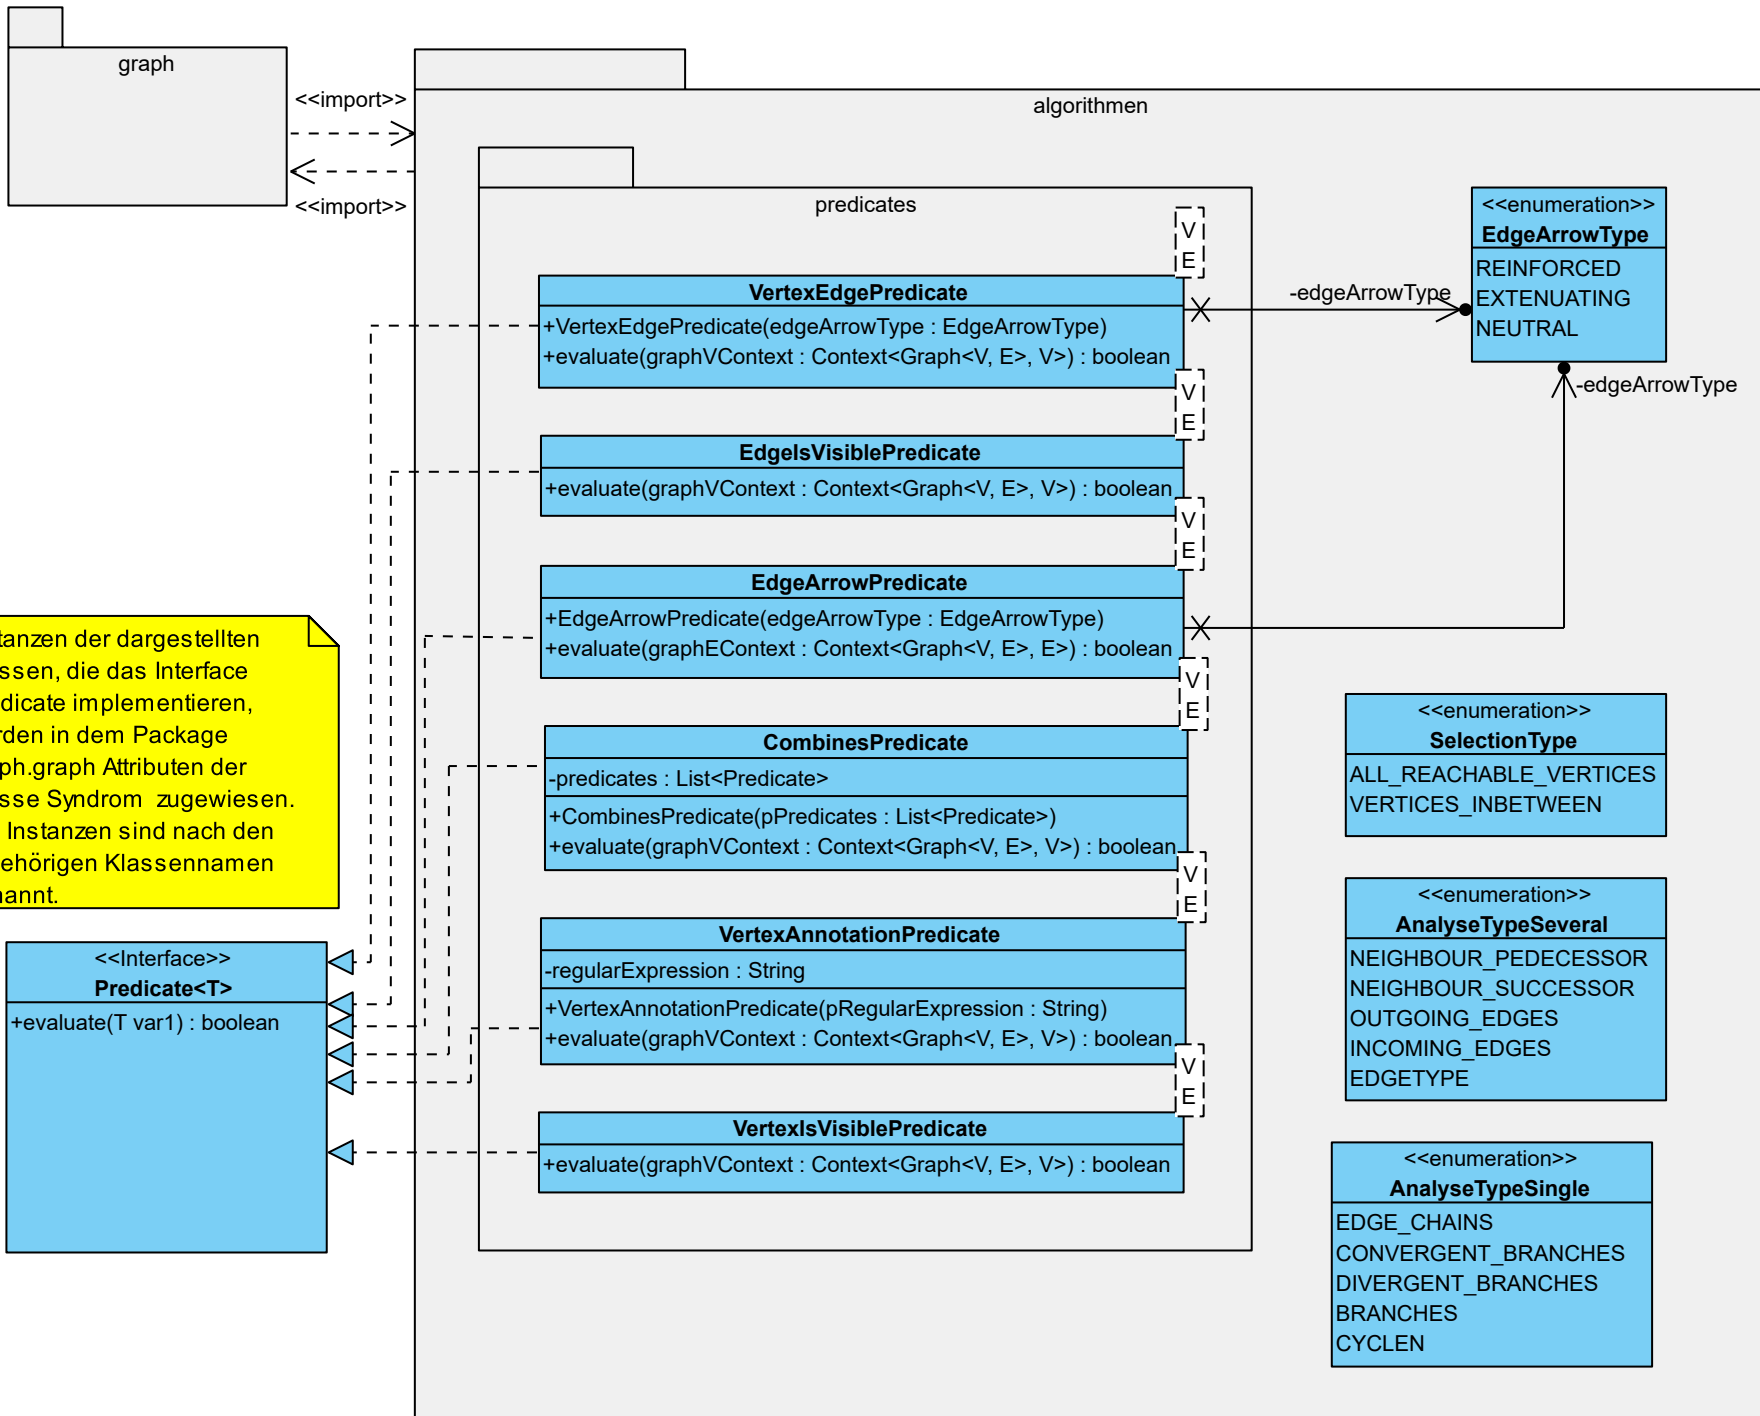 graph
<<import>>
<<import>>
algorithmen
predicates
V
E
VertexEdgePredicate
+VertexEdgePredicate(edgeArrowType : EdgeArrowType)
+evaluate(graphVContext : Context<Graph<V, E>, V>) : boolean
V
E
EdgeIsVisiblePredicate
+evaluate(graphVContext : Context<Graph<V, E>, V>) : boolean
V
E
EdgeArrowPredicate
+EdgeArrowPredicate(edgeArrowType : EdgeArrowType)
+evaluate(graphEContext : Context<Graph<V, E>, E>) : boolean
V
E
CombinesPredicate
-predicates : List<Predicate>
+CombinesPredicate(pPredicates : List<Predicate>)
+evaluate(graphVContext : Context<Graph<V, E>, V>) : boolean
V
E
VertexAnnotationPredicate
-regularExpression : String
+VertexAnnotationPredicate(pRegularExpression : String)
+evaluate(graphVContext : Context<Graph<V, E>, V>) : boolean
V
E
VertexIsVisiblePredicate
+evaluate(graphVContext : Context<Graph<V, E>, V>) : boolean
-edgeArrowType
<<enumeration>>
EdgeArrowType
REINFORCED
EXTENUATING
NEUTRAL
-edgeArrowType
<<enumeration>>
SelectionType
ALL_REACHABLE_VERTICES
VERTICES_INBETWEEN
<<enumeration>>
AnalyseTypeSeveral
NEIGHBOUR_PEDECESSOR
NEIGHBOUR_SUCCESSOR
OUTGOING_EDGES
INCOMING_EDGES
EDGETYPE
<<enumeration>>
AnalyseTypeSingle
EDGE_CHAINS
CONVERGENT_BRANCHES
DIVERGENT_BRANCHES
BRANCHES
CYCLEN
tanzen der dargestellten
ssen, die das Interface
dicate implementieren,
rden in dem Package
ph.graph Attributen der
sse Syndrom zugewiesen.
Instanzen sind nach den
ehörigen Klassennamen
annt.
<<Interface>>
Predicate<T>
+evaluate(T var1) : boolean